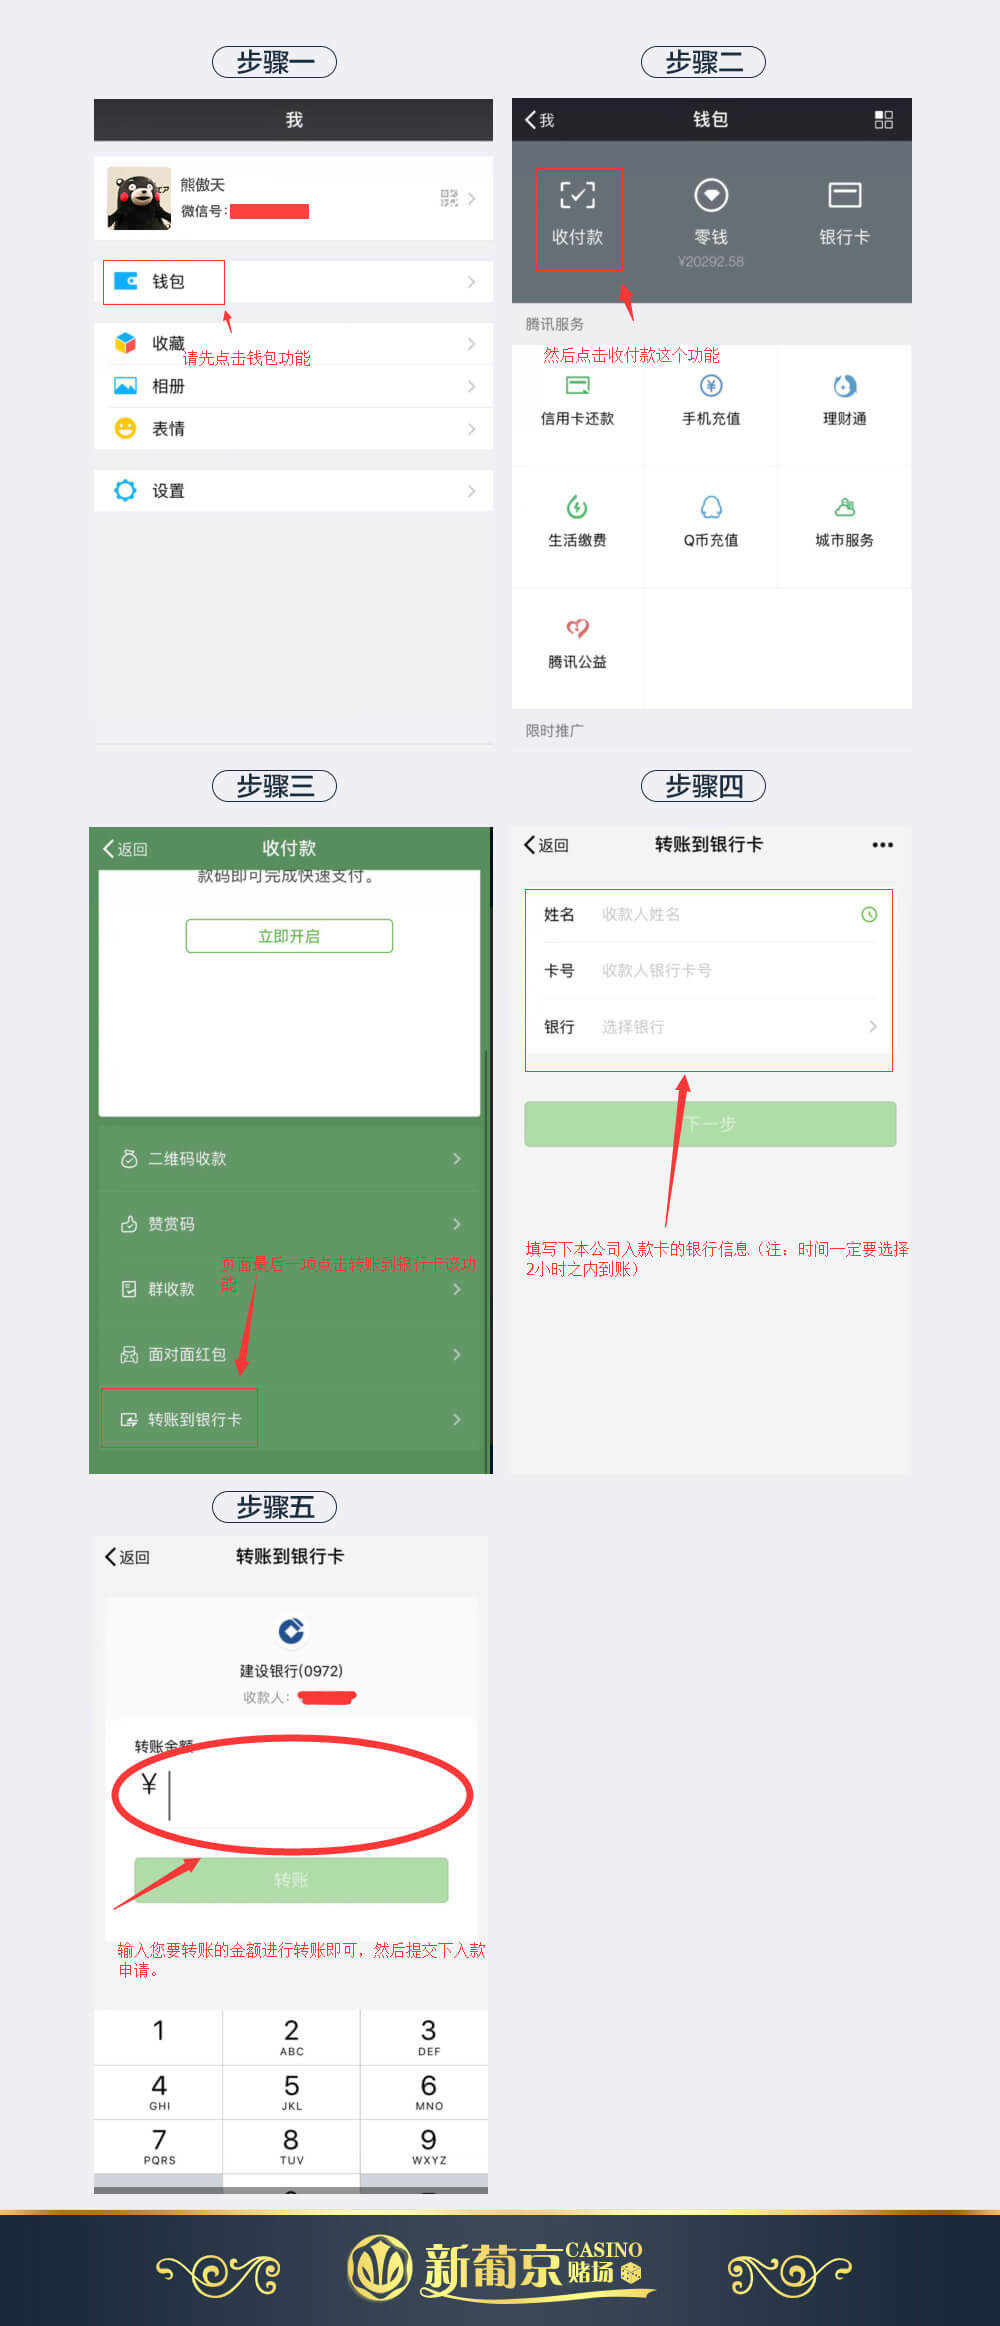 步骤一
我
熊傲天
微信号:
钱包
请先点击钱包功能
收藏
相册
表情
设置
步骤二
我
钱包
收付款
零钱
¥20292.58
银行卡
腾讯服务
然后点击收付款这个功能
信用卡还款
手机充值
理财通
生活缴费
Q币充值
城市服务
腾讯公益
限时推广
步骤三
返回
收付款
款码即可完成快速支付。
立即开启
二维码收款
赞赏码
页面最后一项点击转账到银行卡该功
能
群收款
面对面红包
转账到银行卡
步骤四
返回
转账到银行卡
姓名 收款人姓名
卡号 收款人银行卡号
银行 选择银行
下一步
填写下本公司入款卡的银行信息（注：时间一定要选择
2小时之内到账）
步骤五
返回
转账到银行卡
建设银行(0972)
收款人：
转账金额
¥
转账
输入您要转账的金额进行转账即可，然后提交下入款
申请。
1
2
ABC
3
DEF
4
GHI
5
JKL
6
MNO
7
PQRS
8
TUV
9
WXYZ
新葡京
CASINO
赌场